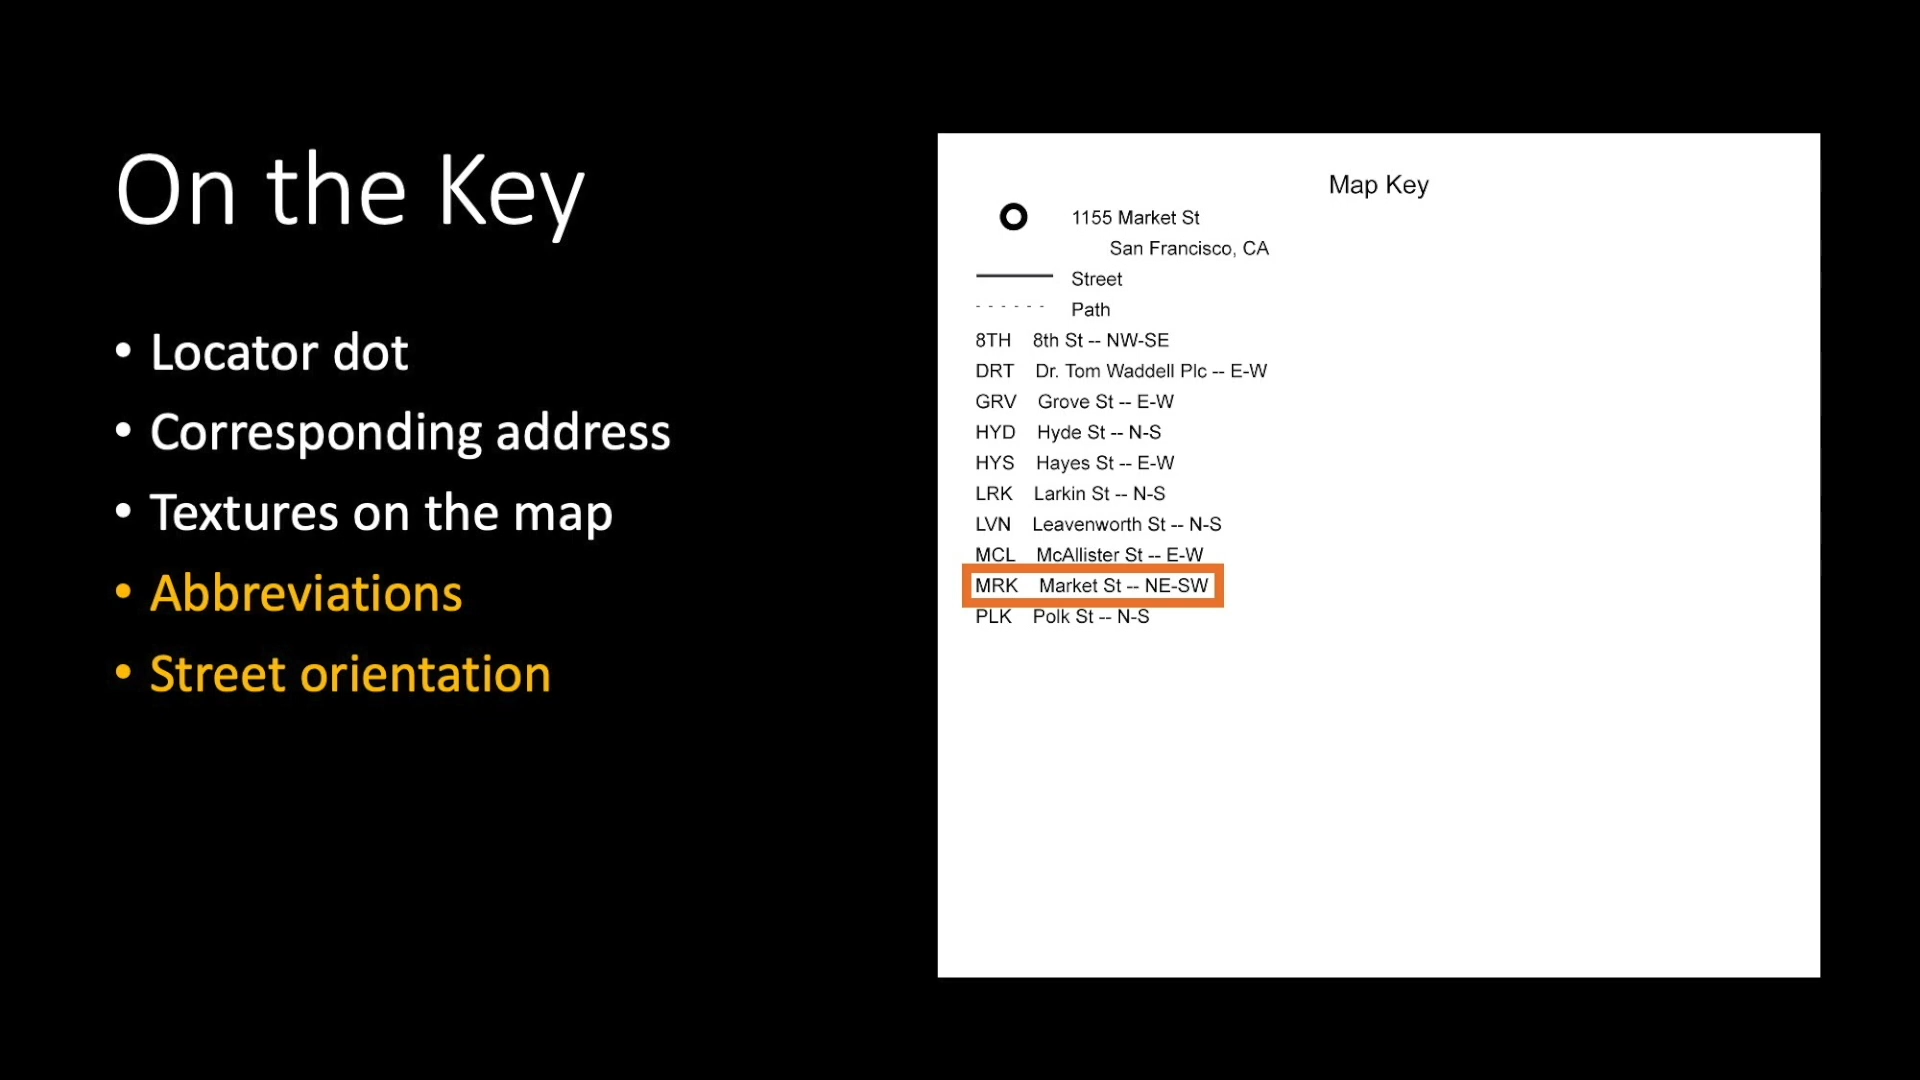 On the Key
• Locator dot
• Corresponding address
• Textures on the map
• Abbreviations
• Street orientation
Map Key
1155 Market St
San Francisco, CA
Street
Path
8TH 8th St -- NW-SE
DRT Dr. Tom Waddell Plc -- E-W
GRV Grove St -- E-W
HYD Hyde St -- N-S
HYS Hayes St -- E-W
LRK Larkin St -- N-S
LVN Leavenworth St -- N-S
MCL McAllister St -- E-W
MRK Market St -- NE-SW
PLK Polk St -- N-S